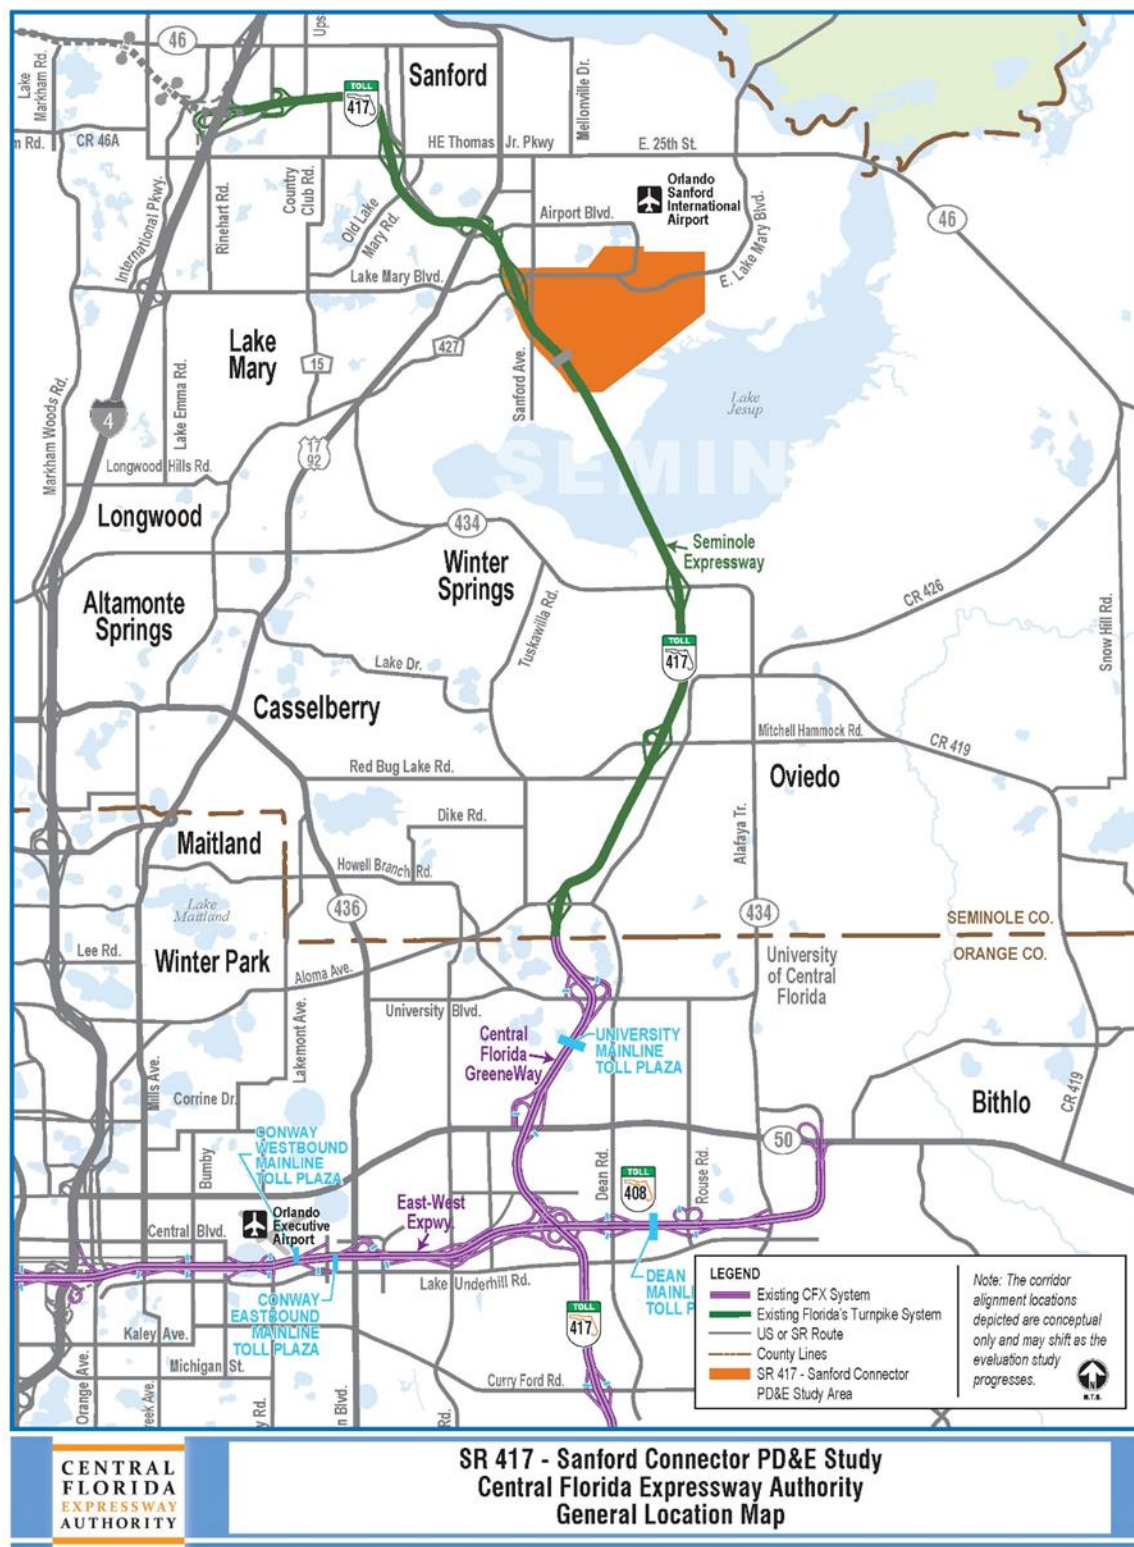 46
Lake
Markham Rd.
Ups
TOLL
417
Sanford
Mellonville Dr.
m Rd.
CR 46A
HE Thomas Jr. Pkwy
E. 25th St.
Orlando
Sanford
International
Airport
International Pkwy.
Rinehart Rd.
Country
Club Rd.
Old Lake
Mary Rd.
Airport Blvd.
E. Lake Mary Blvd.
46
Lake Mary Blvd.
Lake
Mary
427
15
Sanford Ave.
Lake
Jesup
Markham Woods Rd.
4
Lake Emma Rd.
17
92
Longwood Hills Rd.
SEMIN
Longwood
434
Seminole
Expressway
Winter
Springs
Altamonte
Springs
Tuskawilla Rd.
CR 426
Snow Hill Rd.
TOLL
417
Lake Dr.
Casselberry
Mitchell Hammock Rd.
CR 419
Red Bug Lake Rd.
Oviedo
Dike Rd.
Alafaya Tr.
Maitland
Howell Branch Rd.
Lake
Maitland
436
434
SEMINOLE CO.
ORANGE CO.
Lee Rd.
Winter Park
Aloma Ave.
University
of Central
Florida
University Blvd.
Central
Florida
GreeneWay
UNIVERSITY
MAINLINE
TOLL PLAZA
Lakemont Ave.
Mills Ave.
Corrine Dr.
Bithlo
CR 419
CONWAY
WESTBOUND
MAINLINE
TOLL PLAZA
50
Bumby
Dean Rd.
TOLL
408
Rouse Rd.
East-West
Expwy.
Central Blvd.
Orlando
Executive
Airport
Lake Underhill Rd.
DEAN
MAINLI
TOLL P
CONWAY
EASTBOUND
MAINLINE
TOLL PLAZA
TOLL
417
Kaley Ave.
Michigan St.
Curry Ford Rd.
Orange Ave.
reek Ave.
y Rd.
n Blvd.
Rd.
LEGEND
Existing CFX System
Existing Florida's Turnpike System
US or SR Route
County Lines
SR 417 - Sanford Connector
PD&E Study Area
Note: The corridor
alignment locations
depicted are conceptual
only and may shift as the
evaluation study
progresses.
N.T.S.
CENTRAL
FLORIDA
EXPRESSWAY
AUTHORITY
SR 417 - Sanford Connector PD&E Study
Central Florida Expressway Authority
General Location Map